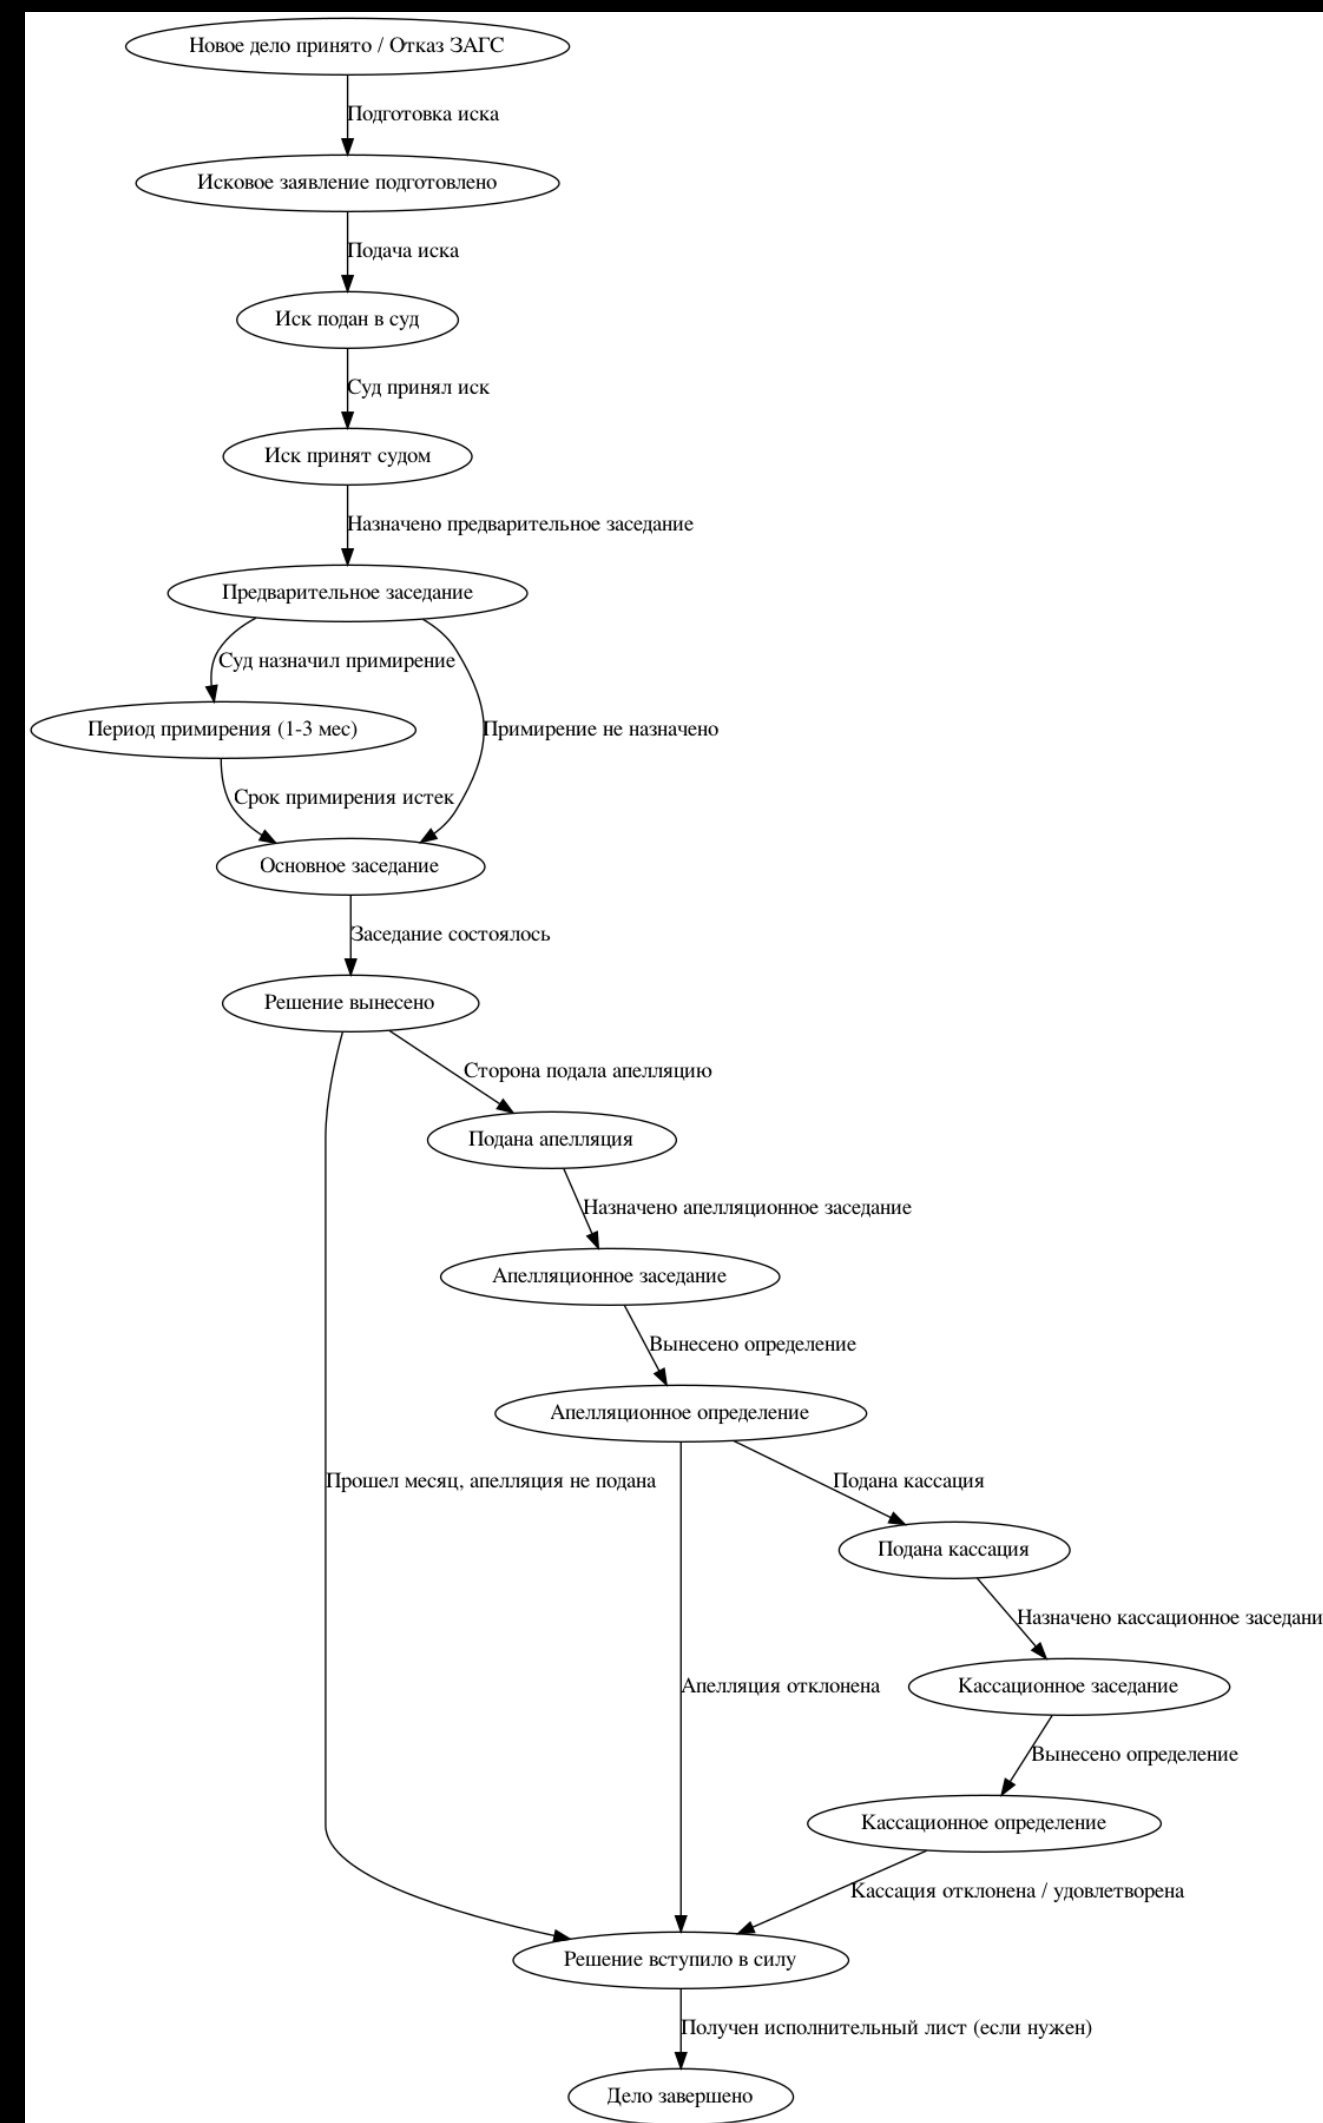 Новое дело принято / Отказ ЗАГС
Подготовка иска
Исковое заявление подготовлено
Подача иска
Иск подан в суд
Суд принял иск
Иск принят судом
Назначено предварительное заседание
Предварительное заседание
Суд назначил примирение
Период примирения (1-3 мес)
Примирение не назначено
Срок примирения истек
Основное заседание
Заседание состоялось
Решение вынесено
Сторона подала апелляцию
Подана апелляция
Назначено апелляционное заседание
Апелляционное заседание
Вынесено определение
Апелляционное определение
Прошел месяц, апелляция не подана
Подана кассация
Подана кассация
Назначено кассационное заседани
Апелляция отклонена
Кассационное заседание
Вынесено определение
Кассационное определение
Кассация отклонена / удовлетворена
Решение вступило в силу
Получен исполнительный лист (если нужен)
Дело завершено